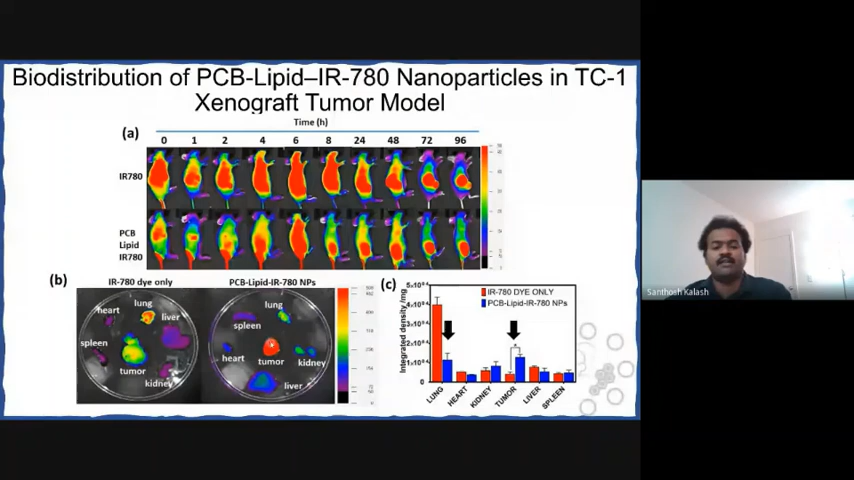 Biodistribution of PCB-Lipid–IR-780 Nanoparticles in TC-1
Xenograft Tumor Model
Time (h)
(a)
0 1 2 4 6 8 24 48 72 96
IR780
PCB
Lipid
IR780
(b)
IR-780 dye only
PCB-Lipid-IR-780 NPs
(c)
heart
lung
liver
spleen
tumor
kidney
lung
spleen
heart
tumor
kidney
liver
IR-780 DYE ONLY
PCB-Lipid-IR-780 NPs
Integrated density /mg
*
0
LUNG
HEART
KIDNEY
TUMOR
LIVER
SPLEEN
Santhosh Kalash